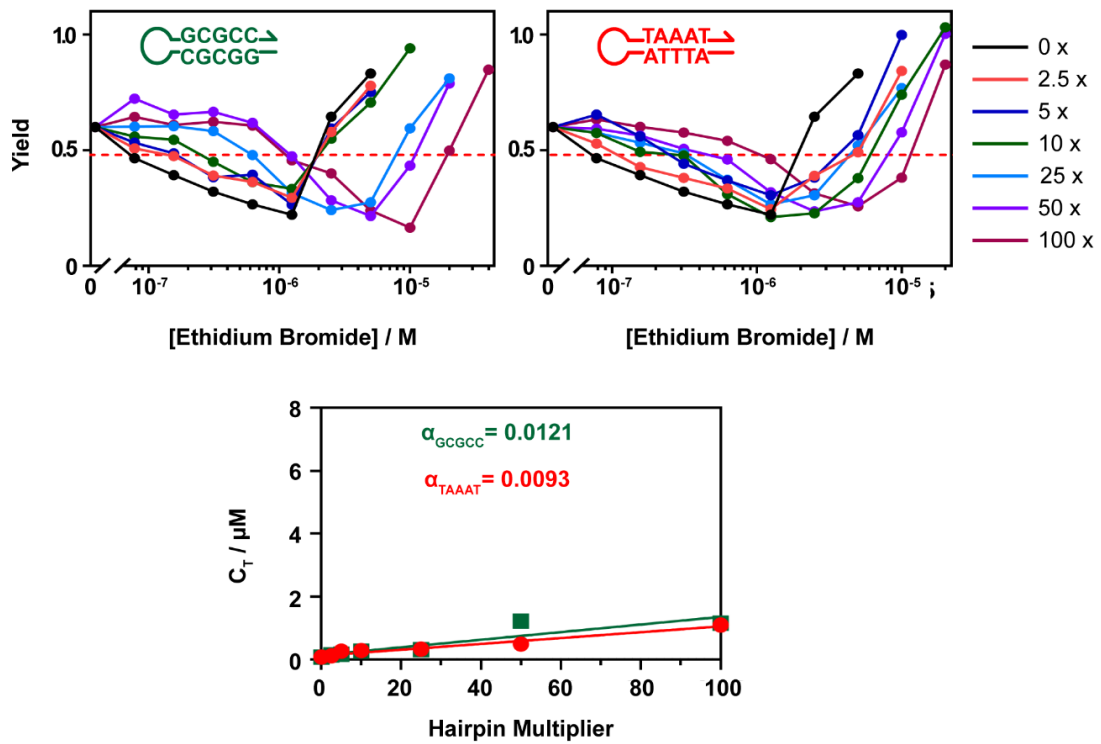 GCGCC
CGCGG
TAAAT
ATTTA
1.0
0.5
0
Yield
0
10-7
10-6
10-5
[Ethidium Bromide] / M
1.0
0.5
0
0
10-7
10-6
10-5
;
[Ethidium Bromide] / M
0 x
2.5 x
5 x
10 x
25 x
50 x
100 x
αGCGCC= 0.0121
αTAAAT= 0.0093
8
6
4
2
0
CT / µM
0 20 40 60 80 100
Hairpin Multiplier